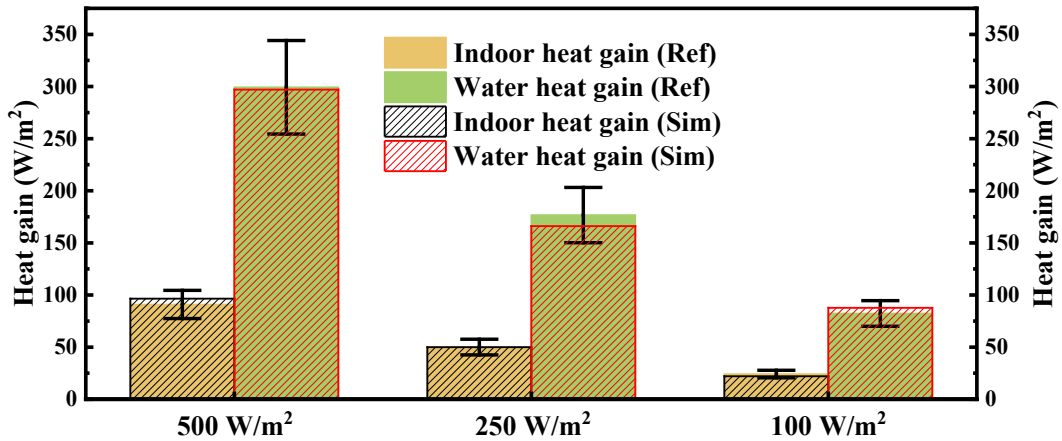 350
300
250
200
150
100
50
0
Heat gain (W/m²)
Indoor heat gain (Ref)
Water heat gain (Ref)
Indoor heat gain (Sim)
Water heat gain (Sim)
350
300
250
200
150
100
50
0
Heat gain (W/m²)
500 W/m²
250 W/m²
100 W/m²